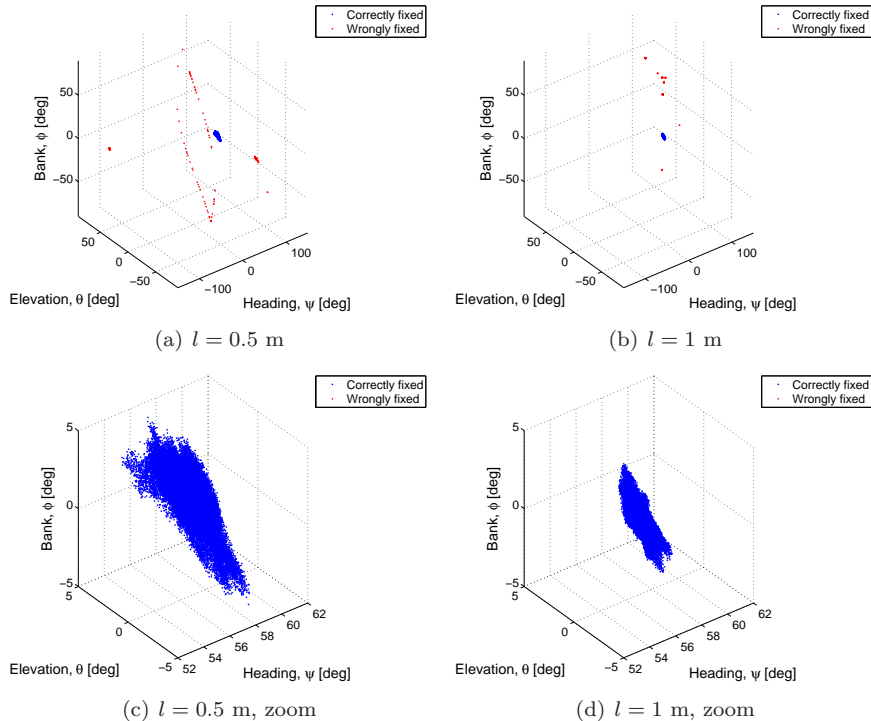 Correctly fixed
Wrongly fixed
50
0
−50
Bank, ϕ [deg]
50
0
−50
Elevation, θ [deg]
−100
0
100
Heading, ψ [deg]
(a) l = 0.5 m
Correctly fixed
Wrongly fixed
50
0
−50
Bank, ϕ [deg]
50
0
−50
Elevation, θ [deg]
−100
0
100
Heading, ψ [deg]
(b) l = 1 m
Correctly fixed
Wrongly fixed
5
0
−5
Bank, ϕ [deg]
5
0
−5
Elevation, θ [deg]
52
54
56
58
60
62
Heading, ψ [deg]
(c) l = 0.5 m, zoom
Correctly fixed
Wrongly fixed
5
0
−5
Bank, ϕ [deg]
5
0
−5
Elevation, θ [deg]
52
54
56
58
60
62
Heading, ψ [deg]
(d) l = 1 m, zoom